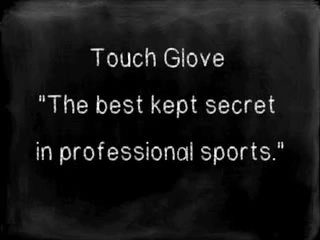 Touch Glove
"The best kept secret
in professional sports."